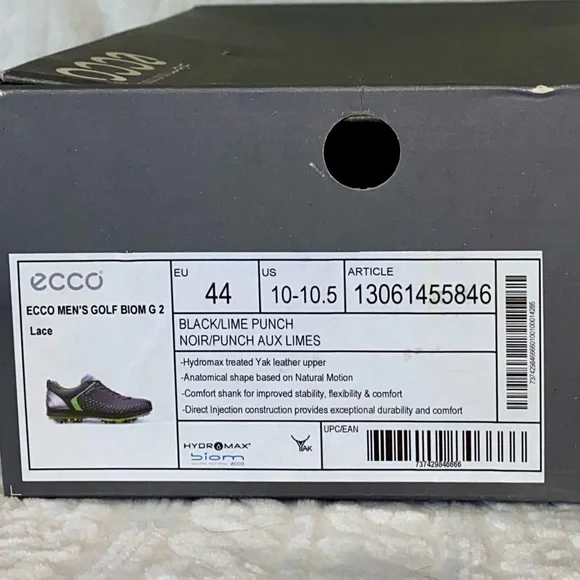 ecco
ecco
ECCO MEN'S GOLF BIOM G 2
Lace
EU
44
US
10-10.5
ARTICLE
13061455846
BLACK/LIME PUNCH
NOIR/PUNCH AUX LIMES
-Hydromax treated Yak leather upper
-Anatomical shape based on Natural Motion
-Comfort shank for improved stability, flexibility & comfort
-Direct Injection construction provides exceptional durability and comfort
HYDROMAX®
biom
ecco
YAK
UPC/EAN
737429846666